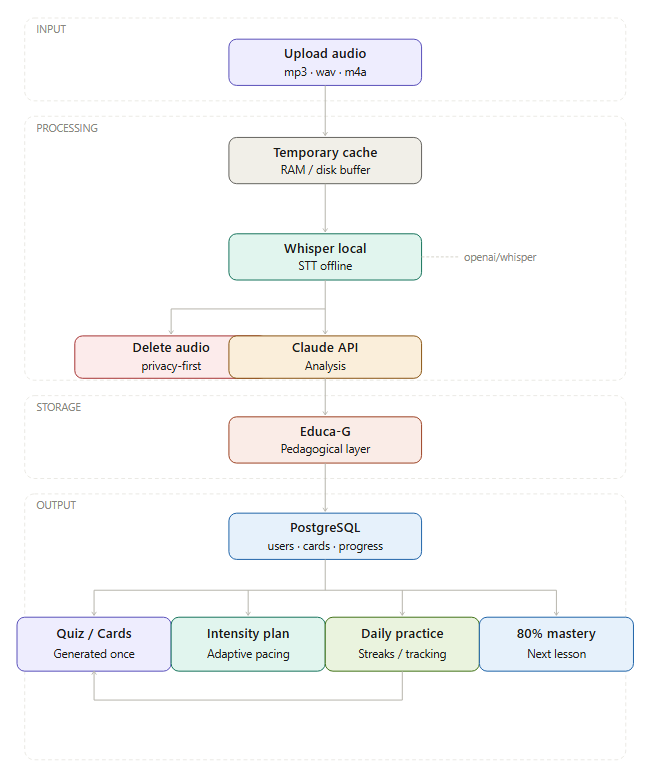 INPUT
Upload audio
mp3 · wav · m4a
PROCESSING
Temporary cache
RAM / disk buffer
Whisper local
STT offline
openai/whisper
Delete audio
privacy-first
Claude API
Analysis
STORAGE
Educa-G
Pedagogical layer
OUTPUT
PostgreSQL
users · cards · progress
Quiz / Cards
Generated once
Intensity plan
Adaptive pacing
Daily practice
Streaks / tracking
80% mastery
Next lesson